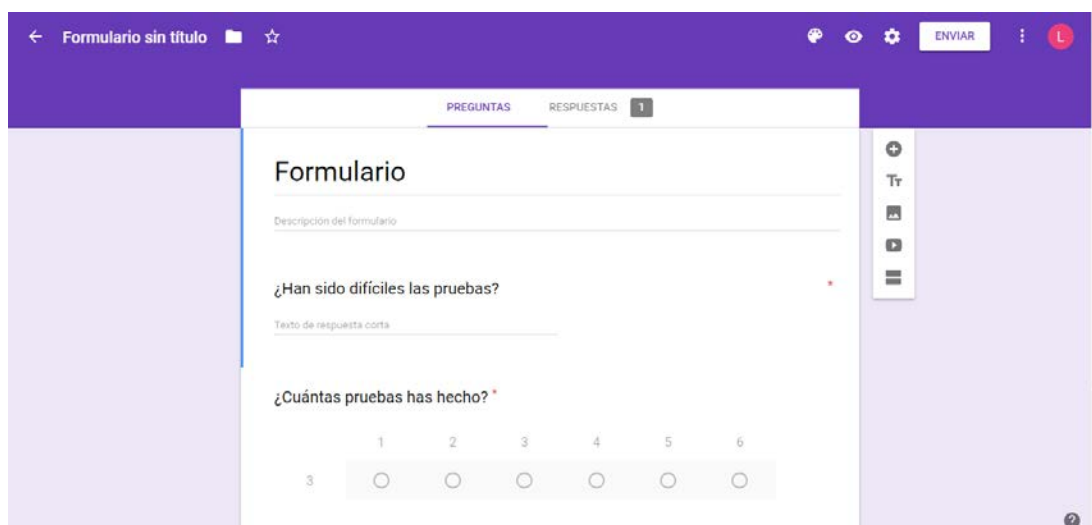 Formulario sin título
ENVIAR
L
PREGUNTAS RESPUESTAS 1
Formulario
Tт
Descripción del formulario
¿Han sido difíciles las pruebas? *
Texto de respuesta corta
¿Cuántas pruebas has hecho? *
1 2 3 4 5 6
3